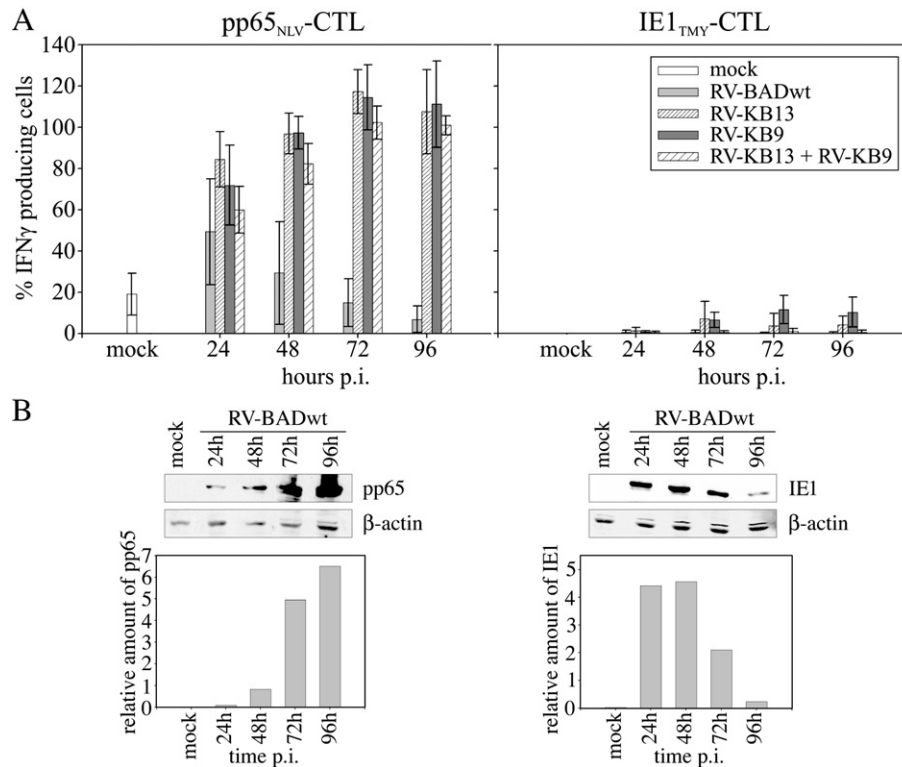 A
pp65NLV-CTL
IE1TMY-CTL
% IFNγ producing cells
140
120
100
80
60
40
20
0
mock
RV-BADwt
RV-KB13
RV-KB9
RV-KB13 + RV-KB9
mock 24 48 72 96
hours p.i.
mock 24 48 72 96
hours p.i.
B
RV-BADwt
mock 24h 48h 72h 96h
pp65
β-actin
relative amount of pp65
7
6
5
4
3
2
1
0
mock 24h 48h 72h 96h
time p.i.
RV-BADwt
mock 24h 48h 72h 96h
IE1
β-actin
relative amount of IE1
5
4
3
2
1
0
mock 24h 48h 72h 96h
time p.i.